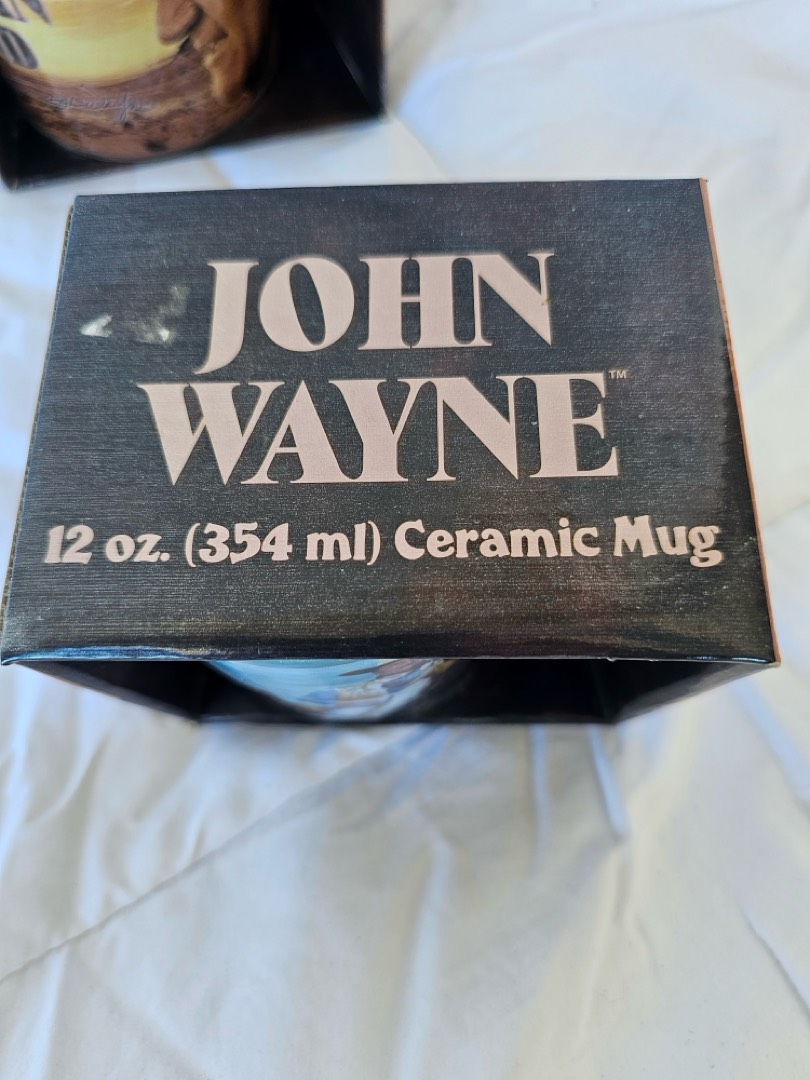 JOHN
WAYNE™
12 oz. (354 ml) Ceramic Mug